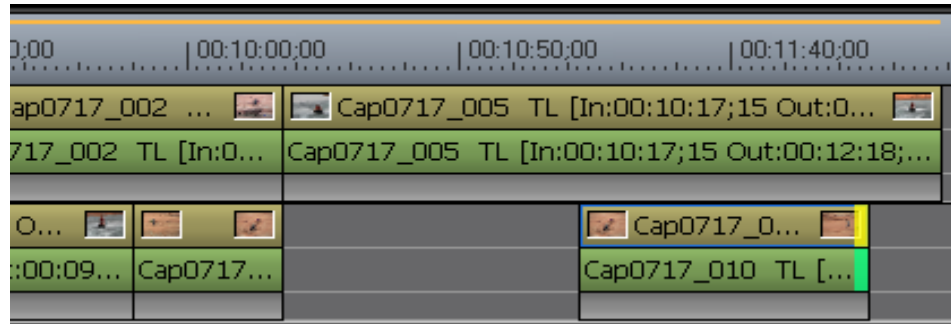 0;00 00:10:00;00 00:10:50;00 00:11:40;00
ap0717_002 ... Cap0717_005 TL [In:00:10:17;15 Out:0...
717_002 TL [In:0... Cap0717_005 TL [In:00:10:17;15 Out:00:12:18;...
O... Cap0717_0...
:00:09... Cap0717... Cap0717_010 TL [...